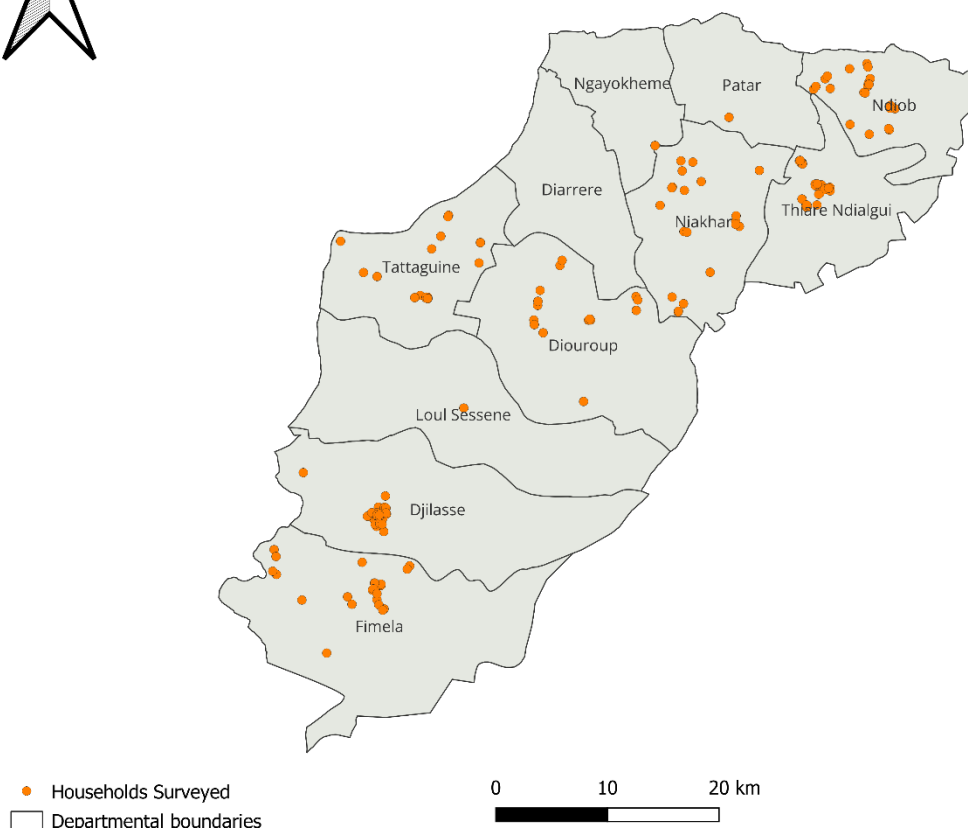 Ngayokheme
Patar
Ndiob
Diarrere
Niakhar
Thiare Ndialgui
Tattaguine
Diouroup
Loul Sessene
Djilasse
Fimela
Households Surveyed
Departmental boundaries
0 10 20 km